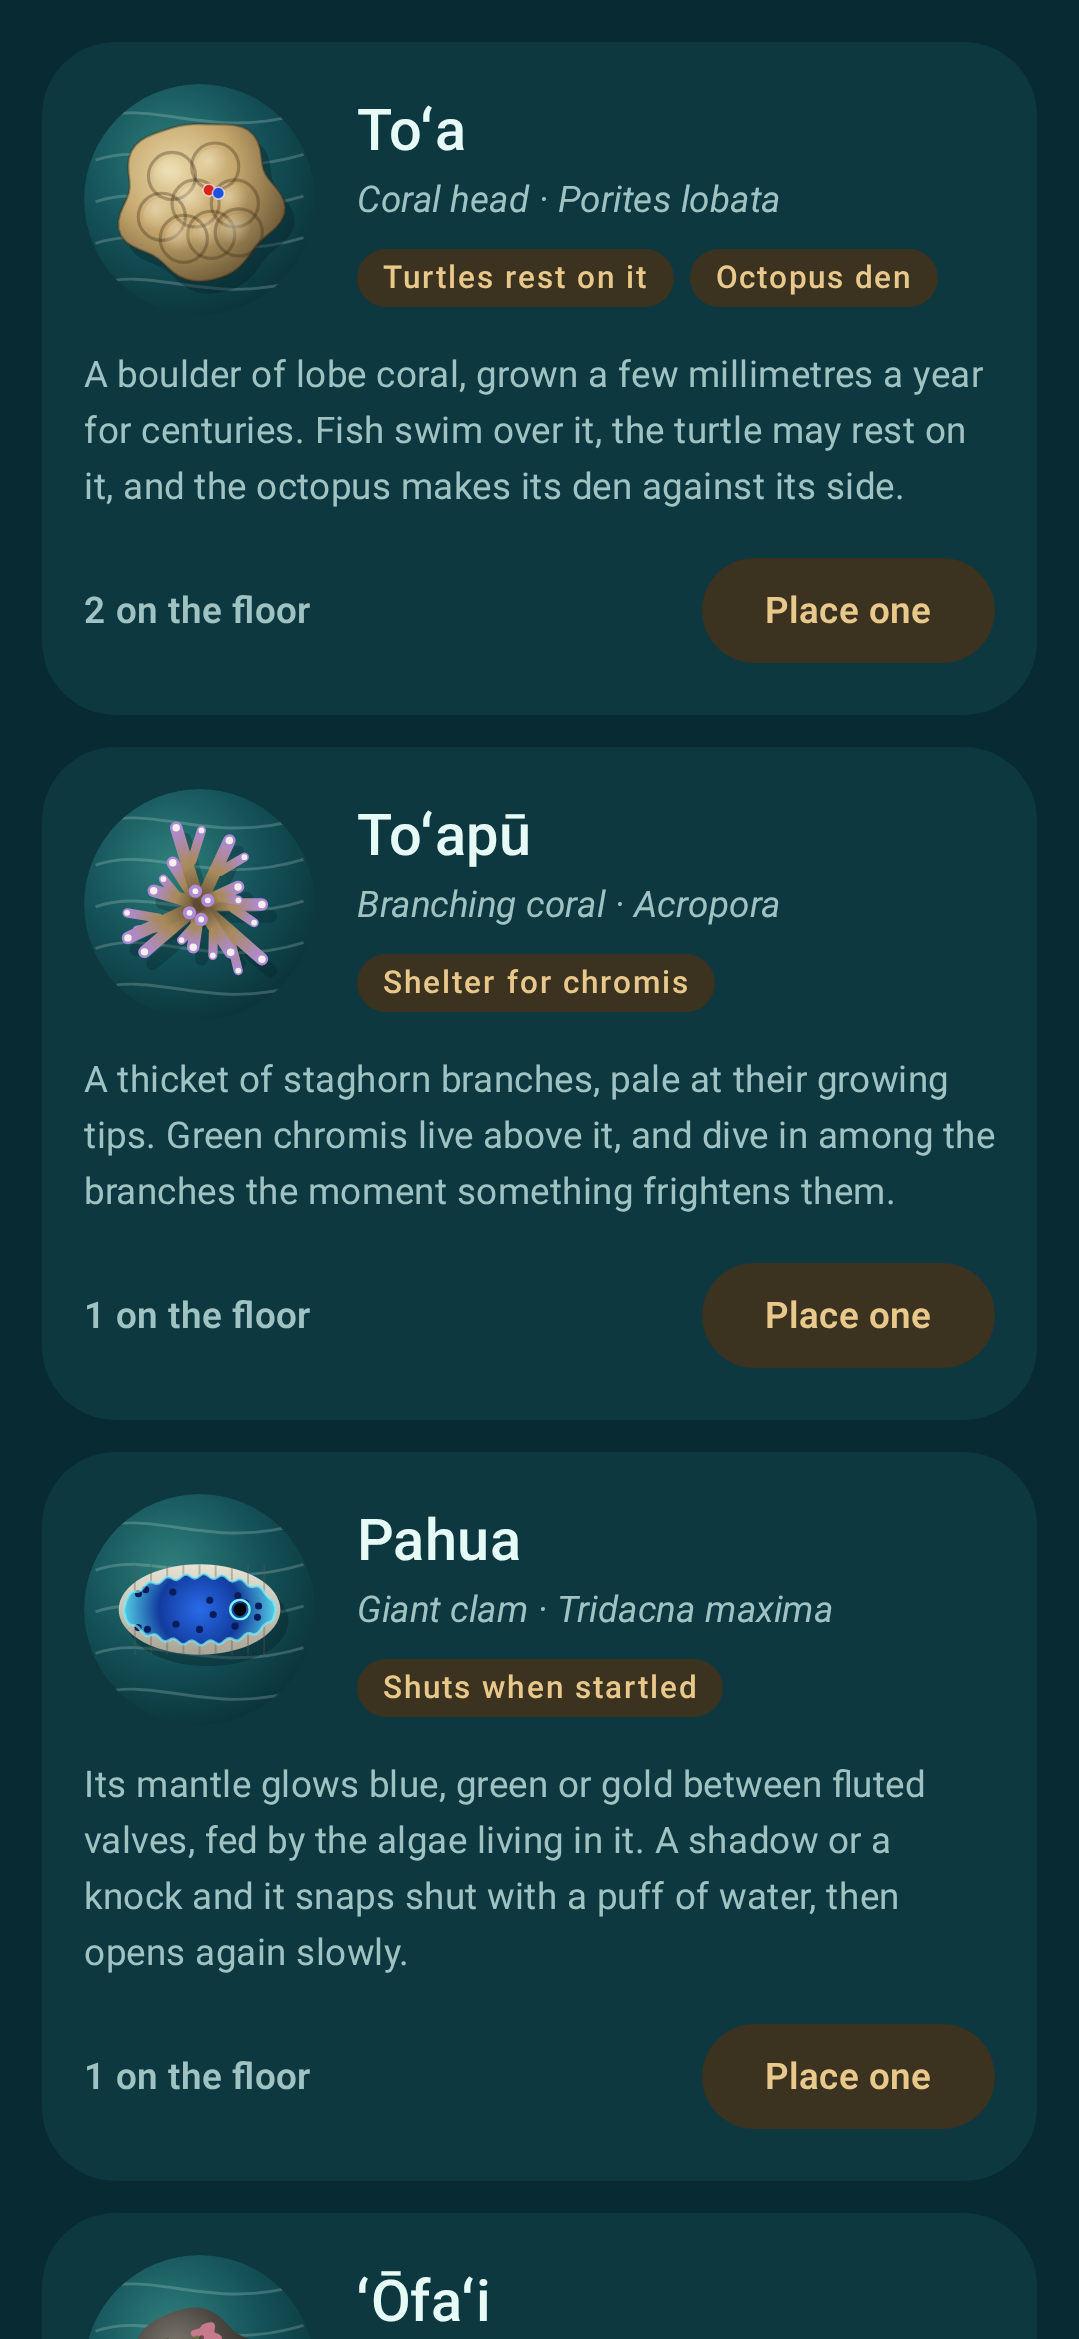 Toʻa
Coral head · Porites lobata
Turtles rest on it
Octopus den
A boulder of lobe coral, grown a few millimetres a year
for centuries. Fish swim over it, the turtle may rest on
it, and the octopus makes its den against its side.
2 on the floor
Place one
Toʻapū
Branching coral · Acropora
Shelter for chromis
A thicket of staghorn branches, pale at their growing
tips. Green chromis live above it, and dive in among the
branches the moment something frightens them.
1 on the floor
Place one
Pahua
Giant clam · Tridacna maxima
Shuts when startled
Its mantle glows blue, green or gold between fluted
valves, fed by the algae living in it. A shadow or a
knock and it snaps shut with a puff of water, then
opens again slowly.
1 on the floor
Place one
ʻŌfaʻi